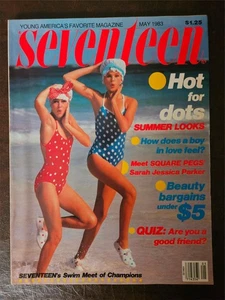 YOUNG AMERICA'S FAVORITE MAGAZINE MAY 1983 $1.25
seventeen
Hot
for
dots
SUMMER LOOKS
How does a boy
in love feel?
Meet SQUARE PEGS'
Sarah Jessica Parker
Beauty
bargains
under
$5
QUIZ: Are you a
good friend?
SEVENTEEN's Swim Meet of Champions